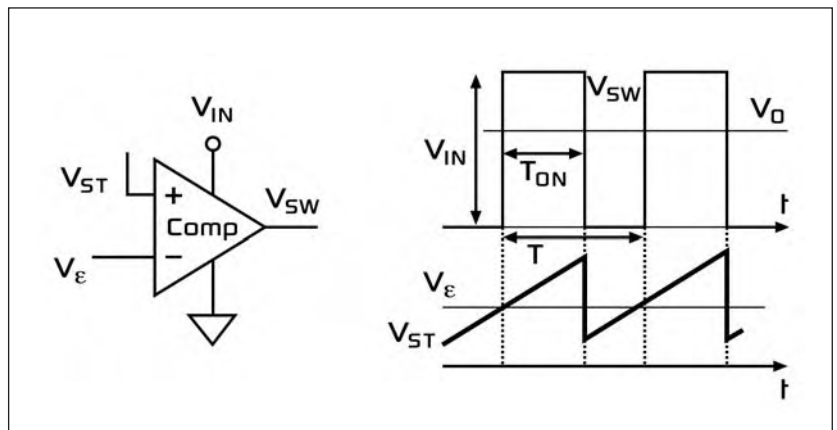 V_IN
V_ST
+
Comp
−
V_ε
V_SW
V_SW
V_O
V_IN
T_ON
t
T
V_ε
V_ST
t